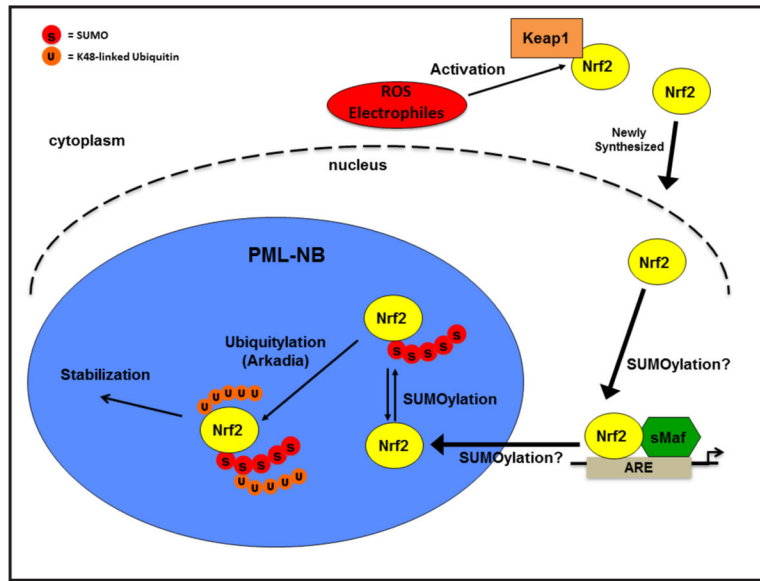 S = SUMO
U = K48-linked Ubiquitin
Keap1
Nrf2
Activation
ROS
Electrophiles
Nrf2
Newly
Synthesized
cytoplasm
nucleus
PML-NB
Nrf2
Nrf2
S S S S S
Ubiquitylation
(Arkadia)
SUMOylation?
Stabilization
U U U U U
SUMOylation
Nrf2
Nrf2
Nrf2
sMaf
S S S S S
SUMOylation?
ARE
U U U U U